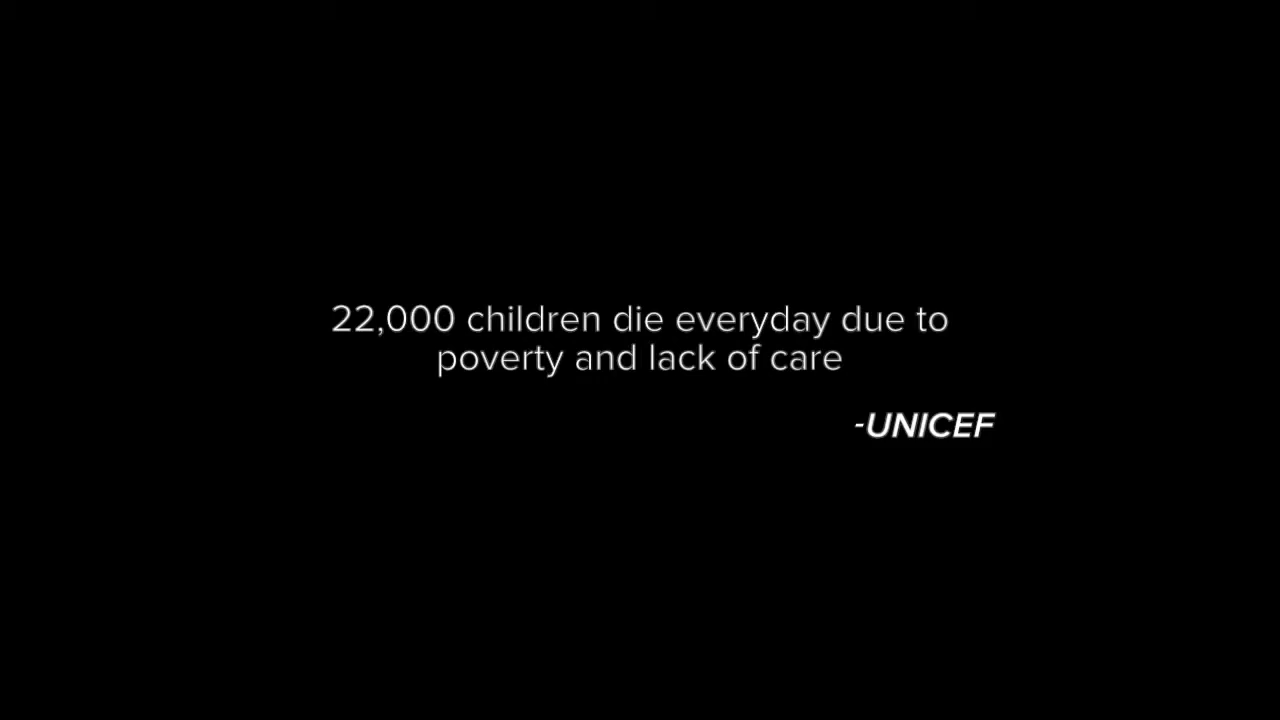 22,000 children die everyday due to
poverty and lack of care
-UNICEF